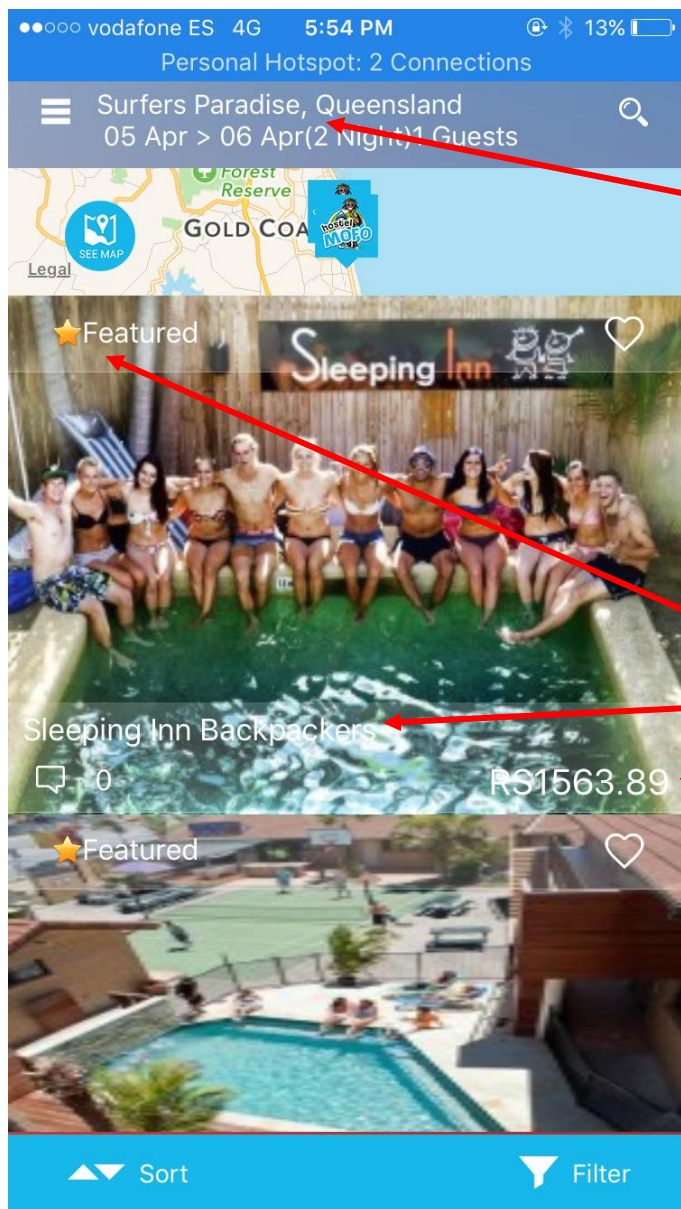 vodafone ES 4G 5:54 PM 13%
Personal Hotspot: 2 Connections
Surfers Paradise, Queensland
05 Apr > 06 Apr(2 Night)1 Guests
Forest
Reserve
GOLD COA
hostel
MOFO
SEE MAP
Legal
Featured
Sleeping Inn
Sleeping Inn Backpackers
0
RS1563.89
Featured
Sort
Filter